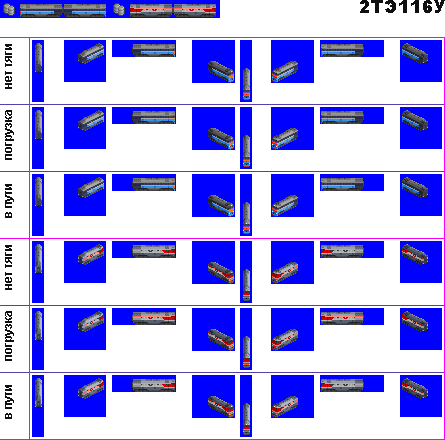 2ТЭ116У
нет тяги
погрузка
в пути
нет тяги
погрузка
в пути